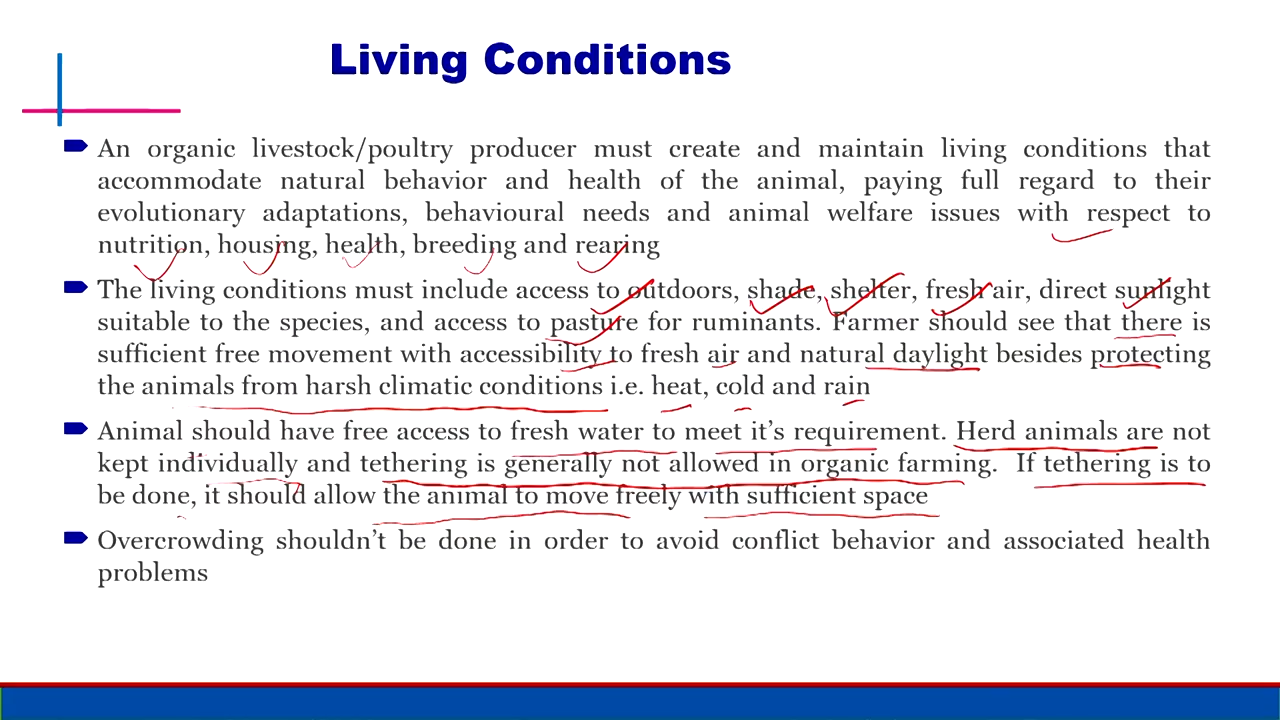 Living Conditions
An organic livestock/poultry producer must create and maintain living conditions that
accommodate natural behavior and health of the animal, paying full regard to their
evolutionary adaptations, behavioural needs and animal welfare issues with respect to
nutrition, housing, health, breeding and rearing
The living conditions must include access to outdoors, shade, shelter, fresh air, direct sunlight
suitable to the species, and access to pasture for ruminants. Farmer should see that there is
sufficient free movement with accessibility to fresh air and natural daylight besides protecting
the animals from harsh climatic conditions i.e. heat, cold and rain
Animal should have free access to fresh water to meet it's requirement. Herd animals are not
kept individually and tethering is generally not allowed in organic farming. If tethering is to
be done, it should allow the animal to move freely with sufficient space
Overcrowding shouldn't be done in order to avoid conflict behavior and associated health
problems